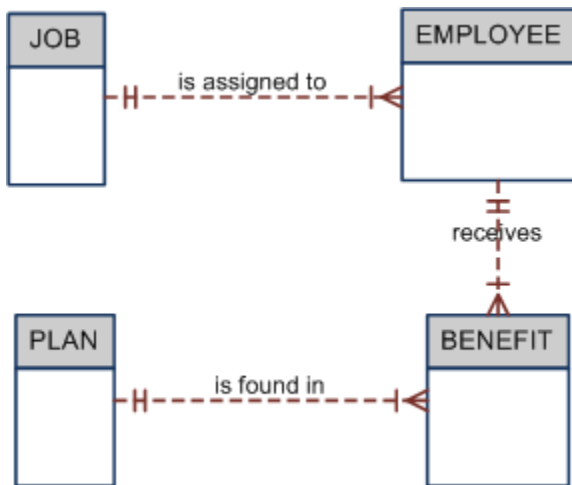 JOB
EMPLOYEE
is assigned to
receives
PLAN
BENEFIT
is found in